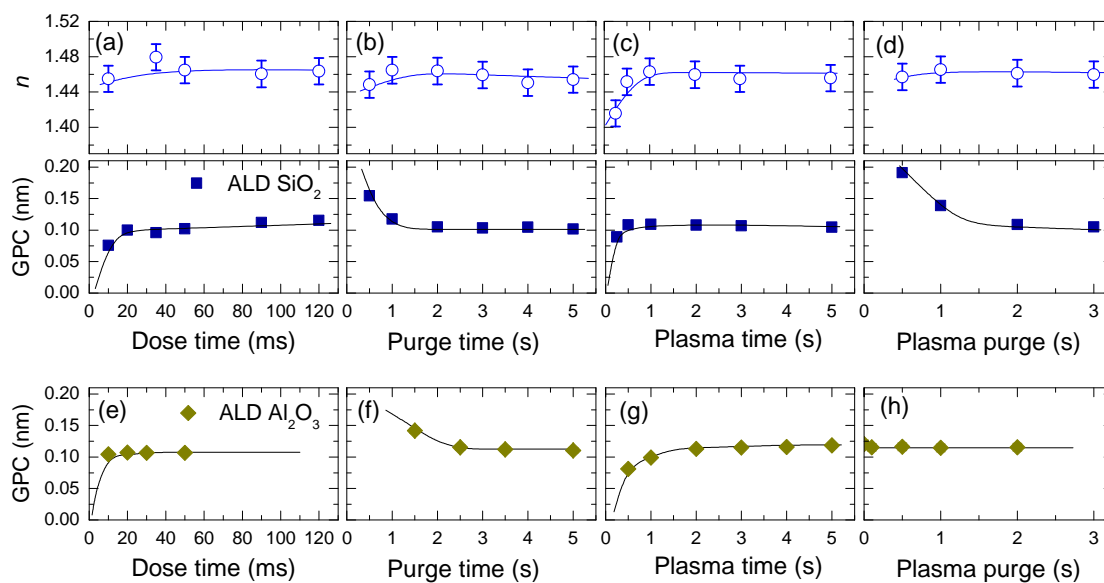 1.52 (a) (b) (c) (d)
1.48
n
1.44
1.40
0.20
ALD SiO₂
0.15
GPC (nm)
0.10
0.05
0.00
0 20 40 60 80 100 120 0 1 2 3 4 5 0 1 2 3 4 5 0 1 2 3
Dose time (ms) Purge time (s) Plasma time (s) Plasma purge (s)
0.20 (e) (f) (g) (h)
ALD Al₂O₃
0.15
GPC (nm)
0.10
0.05
0.00
0 20 40 60 80 100 120 0 1 2 3 4 5 0 1 2 3 4 5 0 1 2 3
Dose time (ms) Purge time (s) Plasma time (s) Plasma purge (s)